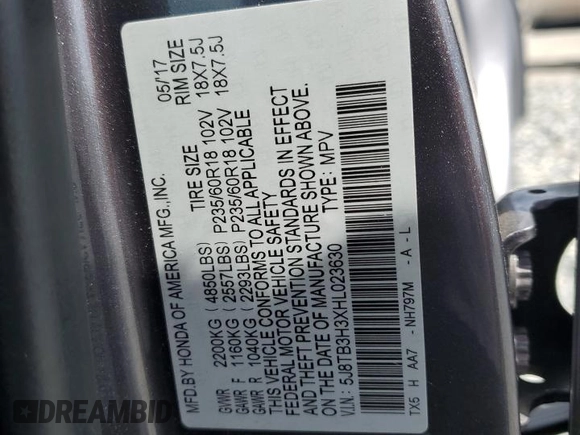 MFD.BY HONDA OF AMERICA MFG.,INC. 05/'17
TIRE SIZE RIM SIZE
GVWR 2200KG ( 4850LBS)
GAWR F 1160KG ( 2557LBS) P235/60R18 102V 18X7.5J
GAWR R 1040KG ( 2293LBS) P235/60R18 102V 18X7.5J
THIS VEHICLE CONFORMS TO ALL APPLICABLE
FEDERAL MOTOR VEHICLE SAFETY
AND THEFT PREVENTION STANDARDS IN EFFECT
ON THE DATE OF MANUFACTURE SHOWN ABOVE.
V.I.N.: 5J8TB3H3XHL023630 TYPE: MPV
TX5 H AA7 - NH797M - A - L
DREAMBID